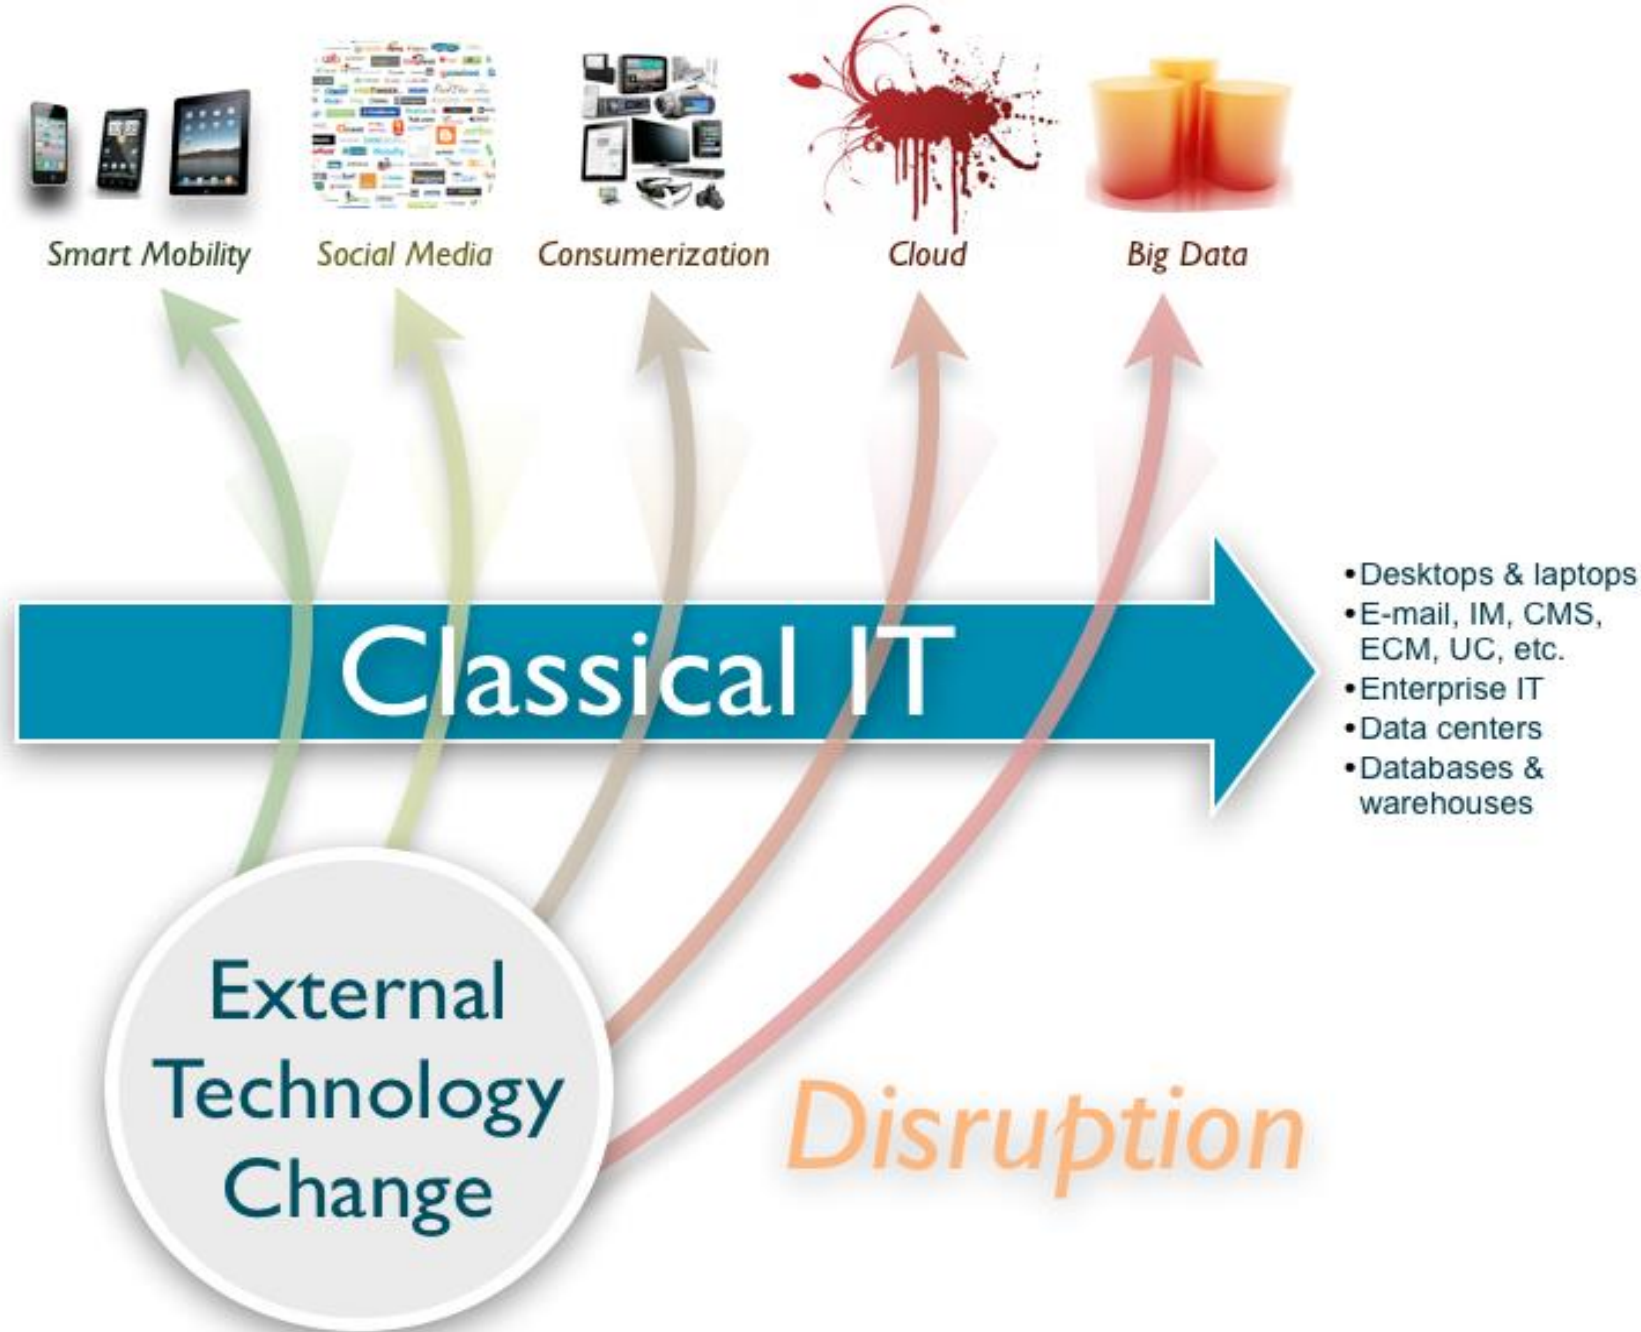 Smart Mobility
Social Media
Consumerization
Cloud
Big Data
Classical IT
•Desktops & laptops
•E-mail, IM, CMS,
ECM, UC, etc.
•Enterprise IT
•Data centers
•Databases &
warehouses
External
Technology
Change
Disruption